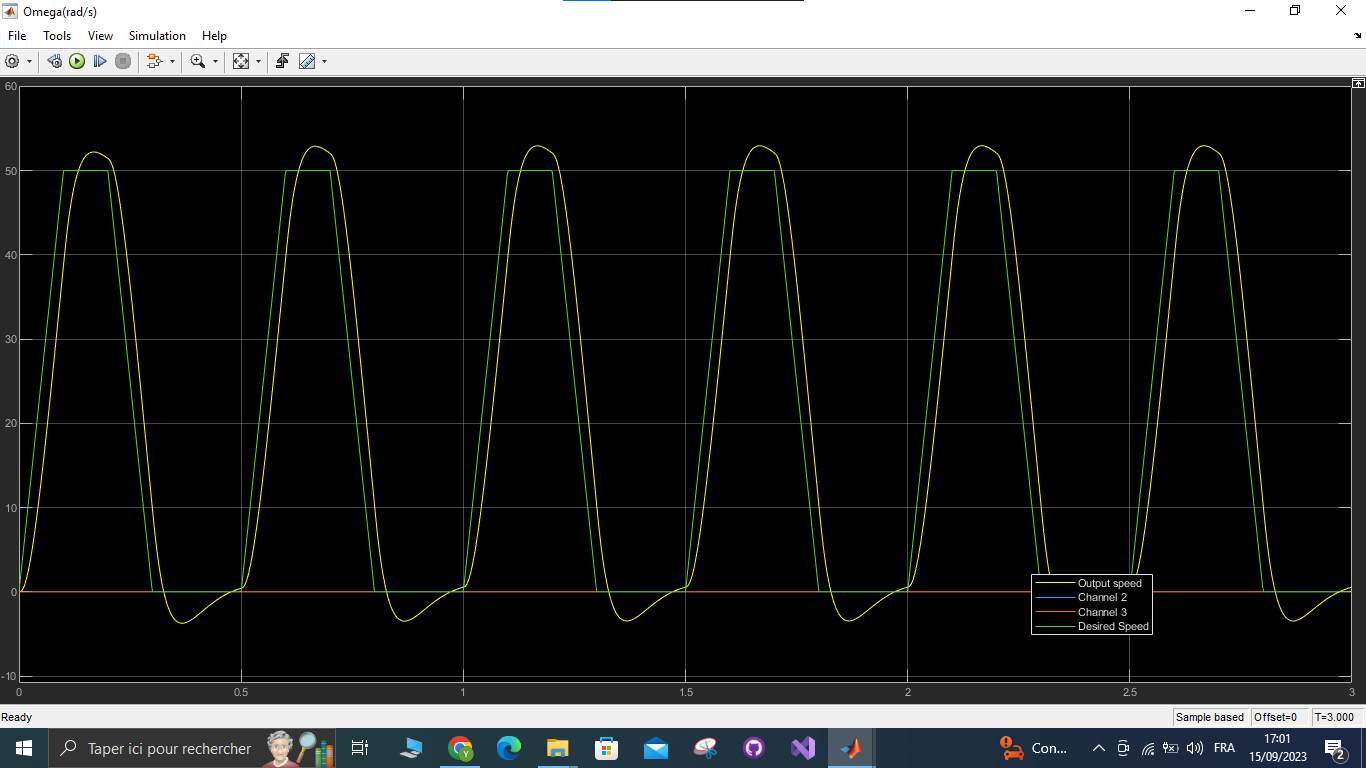 Omega(rad/s)
File Tools View Simulation Help
60
50
40
30
20
10
0
-10
0 0.5 1 1.5 2 2.5 3
Output speed
Channel 2
Channel 3
Desired Speed
Ready
Sample based Offset=0 T=3.000
Taper ici pour rechercher
Y
Con...
FRA
17:01
15/09/2023
2